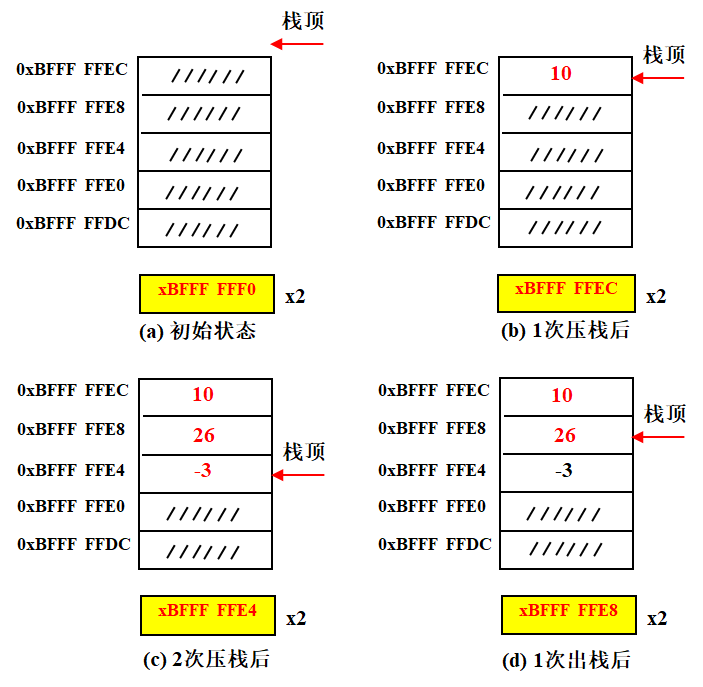 栈顶
0xBFFF FFEC
0xBFFF FFE8
0xBFFF FFE4
0xBFFF FFE0
0xBFFF FFDC
xBFFF FFF0 x2
(a) 初始状态
栈顶
0xBFFF FFEC 10
0xBFFF FFE8
0xBFFF FFE4
0xBFFF FFE0
0xBFFF FFDC
xBFFF FFEC x2
(b) 1次压栈后
0xBFFF FFEC 10
0xBFFF FFE8 26
栈顶
0xBFFF FFE4 -3
0xBFFF FFE0
0xBFFF FFDC
xBFFF FFE4 x2
(c) 2次压栈后
0xBFFF FFEC 10
栈顶
0xBFFF FFE8 26
0xBFFF FFE4 -3
0xBFFF FFE0
0xBFFF FFDC
xBFFF FFE8 x2
(d) 1次出栈后